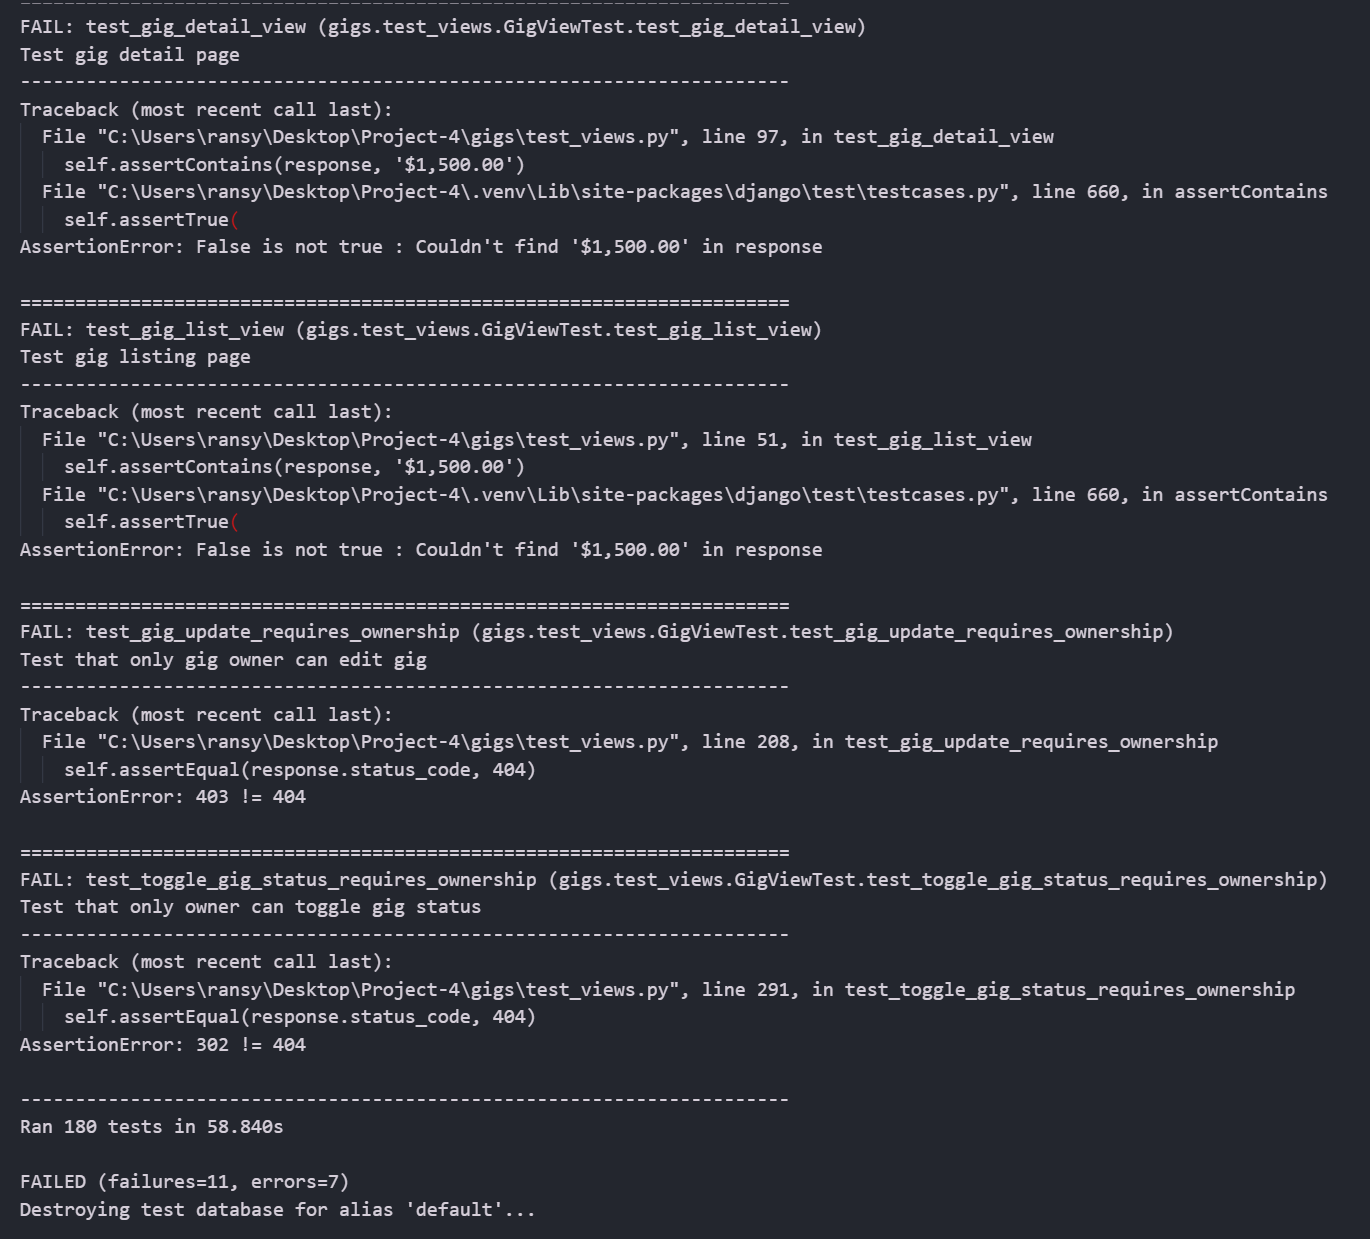 ----------------------------------------------------------------------
FAIL: test_gig_detail_view (gigs.test_views.GigViewTest.test_gig_detail_view)
Test gig detail page
----------------------------------------------------------------------
Traceback (most recent call last):
  File "C:\Users\ransy\Desktop\Project-4\gigs\test_views.py", line 97, in test_gig_detail_view
    self.assertContains(response, '$1,500.00')
  File "C:\Users\ransy\Desktop\Project-4\.venv\Lib\site-packages\django\test\testcases.py", line 660, in assertContains
    self.assertTrue(
AssertionError: False is not true : Couldn't find '$1,500.00' in response

======================================================================
FAIL: test_gig_list_view (gigs.test_views.GigViewTest.test_gig_list_view)
Test gig listing page
----------------------------------------------------------------------
Traceback (most recent call last):
  File "C:\Users\ransy\Desktop\Project-4\gigs\test_views.py", line 51, in test_gig_list_view
    self.assertContains(response, '$1,500.00')
  File "C:\Users\ransy\Desktop\Project-4\.venv\Lib\site-packages\django\test\testcases.py", line 660, in assertContains
    self.assertTrue(
AssertionError: False is not true : Couldn't find '$1,500.00' in response

======================================================================
FAIL: test_gig_update_requires_ownership (gigs.test_views.GigViewTest.test_gig_update_requires_ownership)
Test that only gig owner can edit gig
----------------------------------------------------------------------
Traceback (most recent call last):
  File "C:\Users\ransy\Desktop\Project-4\gigs\test_views.py", line 208, in test_gig_update_requires_ownership
    self.assertEqual(response.status_code, 404)
AssertionError: 403 != 404

======================================================================
FAIL: test_toggle_gig_status_requires_ownership (gigs.test_views.GigViewTest.test_toggle_gig_status_requires_ownership)
Test that only owner can toggle gig status
----------------------------------------------------------------------
Traceback (most recent call last):
  File "C:\Users\ransy\Desktop\Project-4\gigs\test_views.py", line 291, in test_toggle_gig_status_requires_ownership
    self.assertEqual(response.status_code, 404)
AssertionError: 302 != 404

----------------------------------------------------------------------
Ran 180 tests in 58.840s

FAILED (failures=11, errors=7)
Destroying test database for alias 'default'...